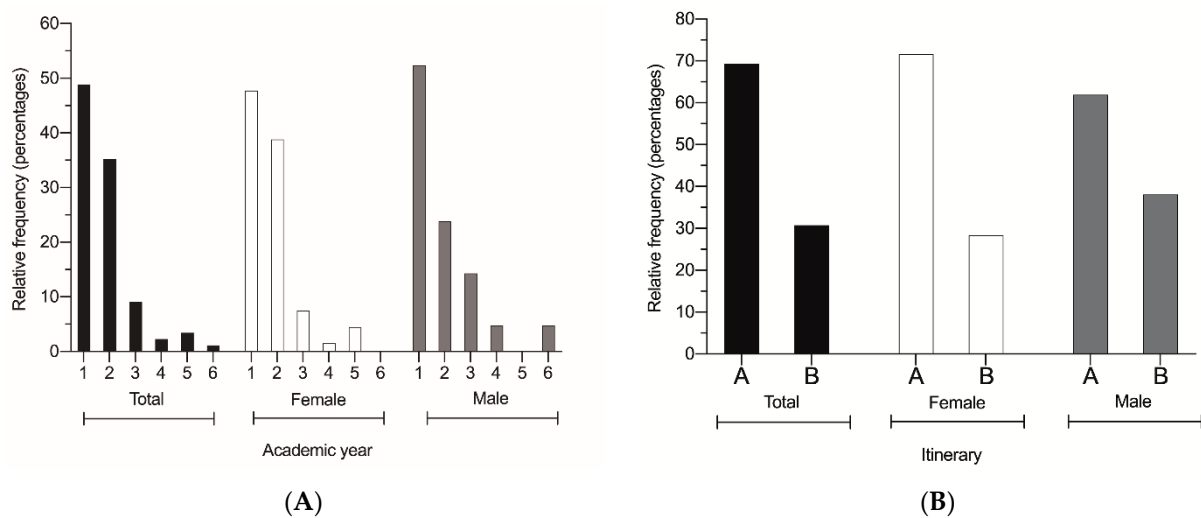 60
50
40
30
20
10
0
Relative frequency (percentages)
1 2 3 4 5 6 1 2 3 4 5 6 1 2 3 4 5 6
Total Female Male
Academic year
(A)
80
70
60
50
40
30
20
10
0
Relative frequency (percentages)
A B A B A B
Total Female Male
Itinerary
(B)